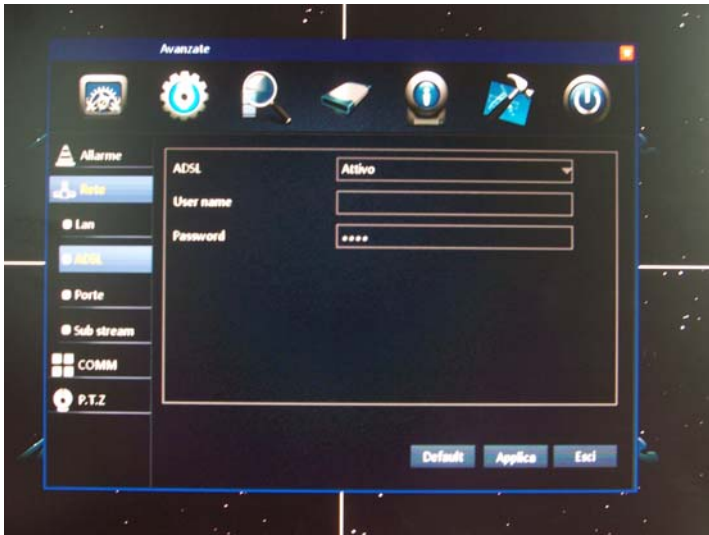 Avanzate
Allarme
Rete
Lan
ADSL
Porte
Sub stream
COMM
P.T.Z
ADSL
Attivo
User name
Password
Default
Applica
Esci